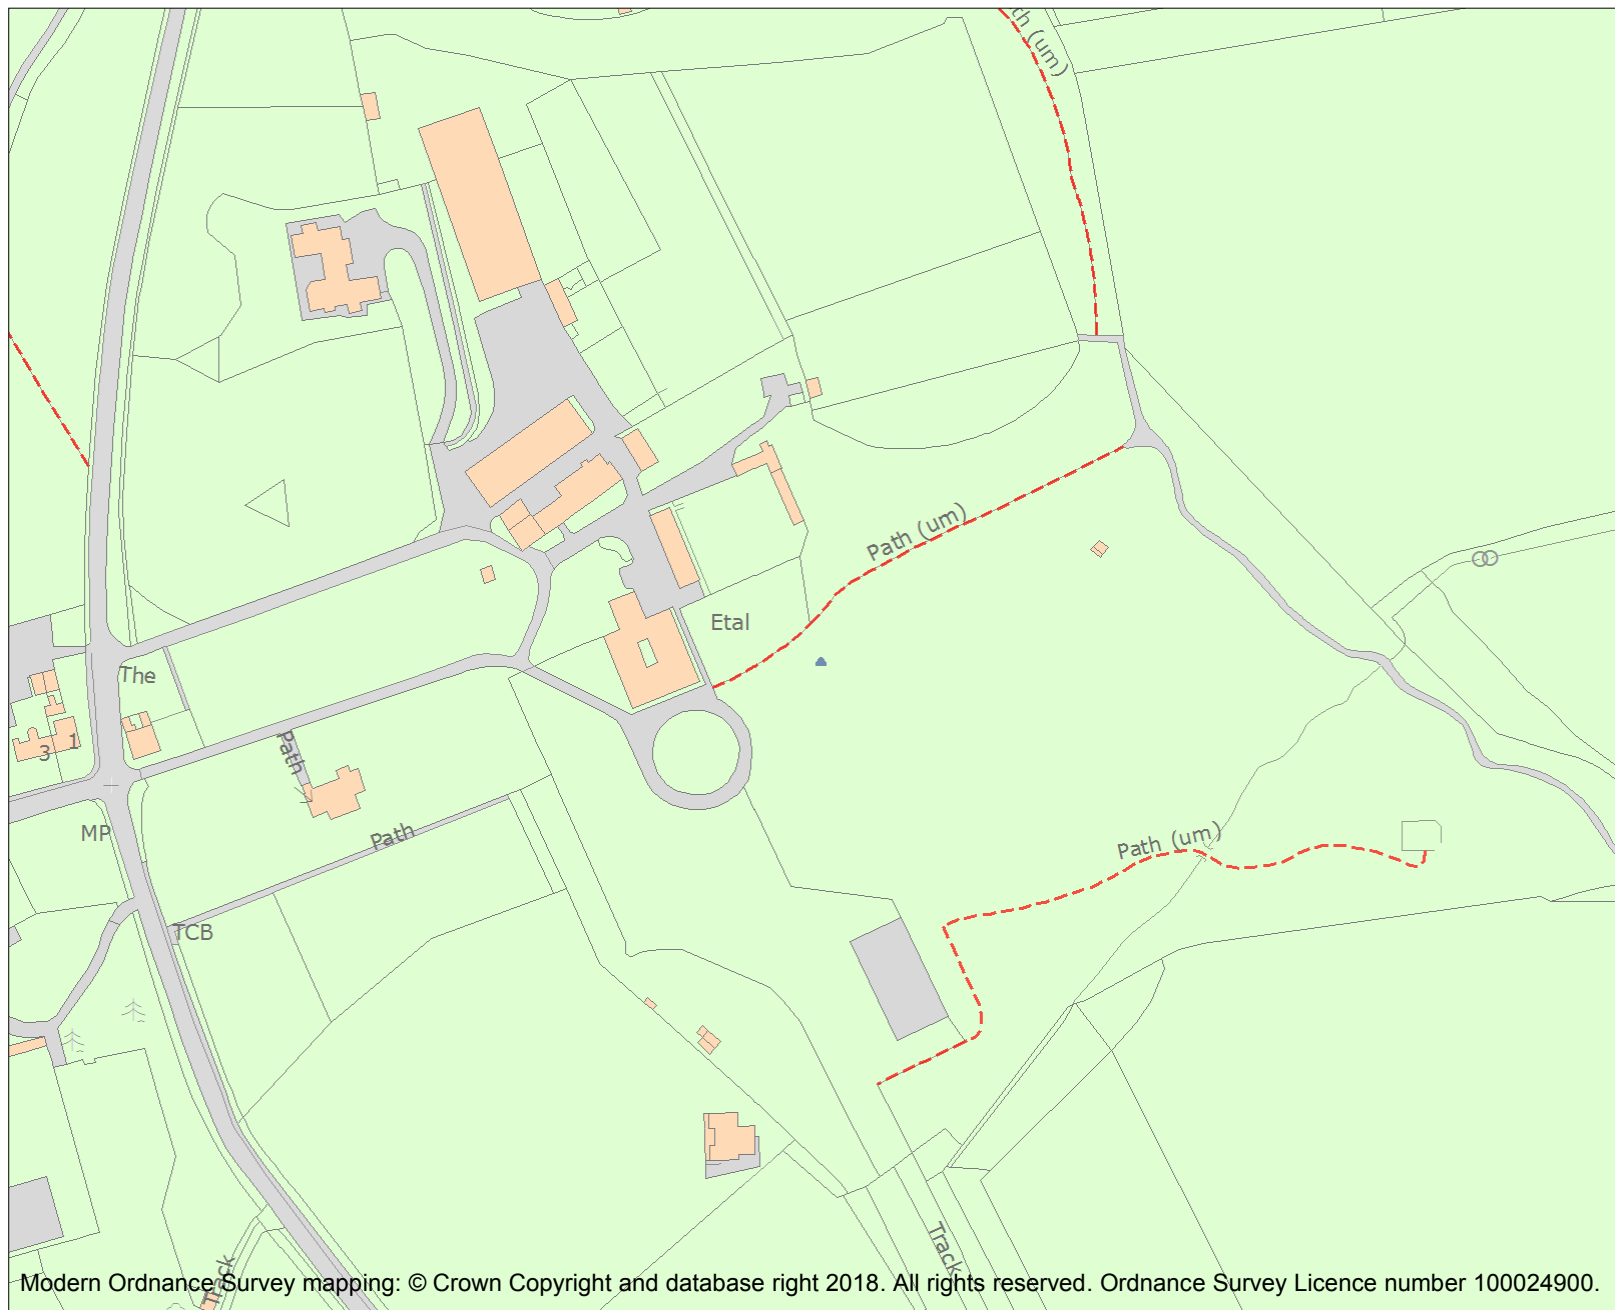 th (um)
Path (um)
Etal
The
3
1
Path
MP
Path
Path (um)
TCB
Track
Track
Modern Ordnance Survey mapping: © Crown Copyright and database right 2018. All rights reserved. Ordnance Survey Licence number 100024900.